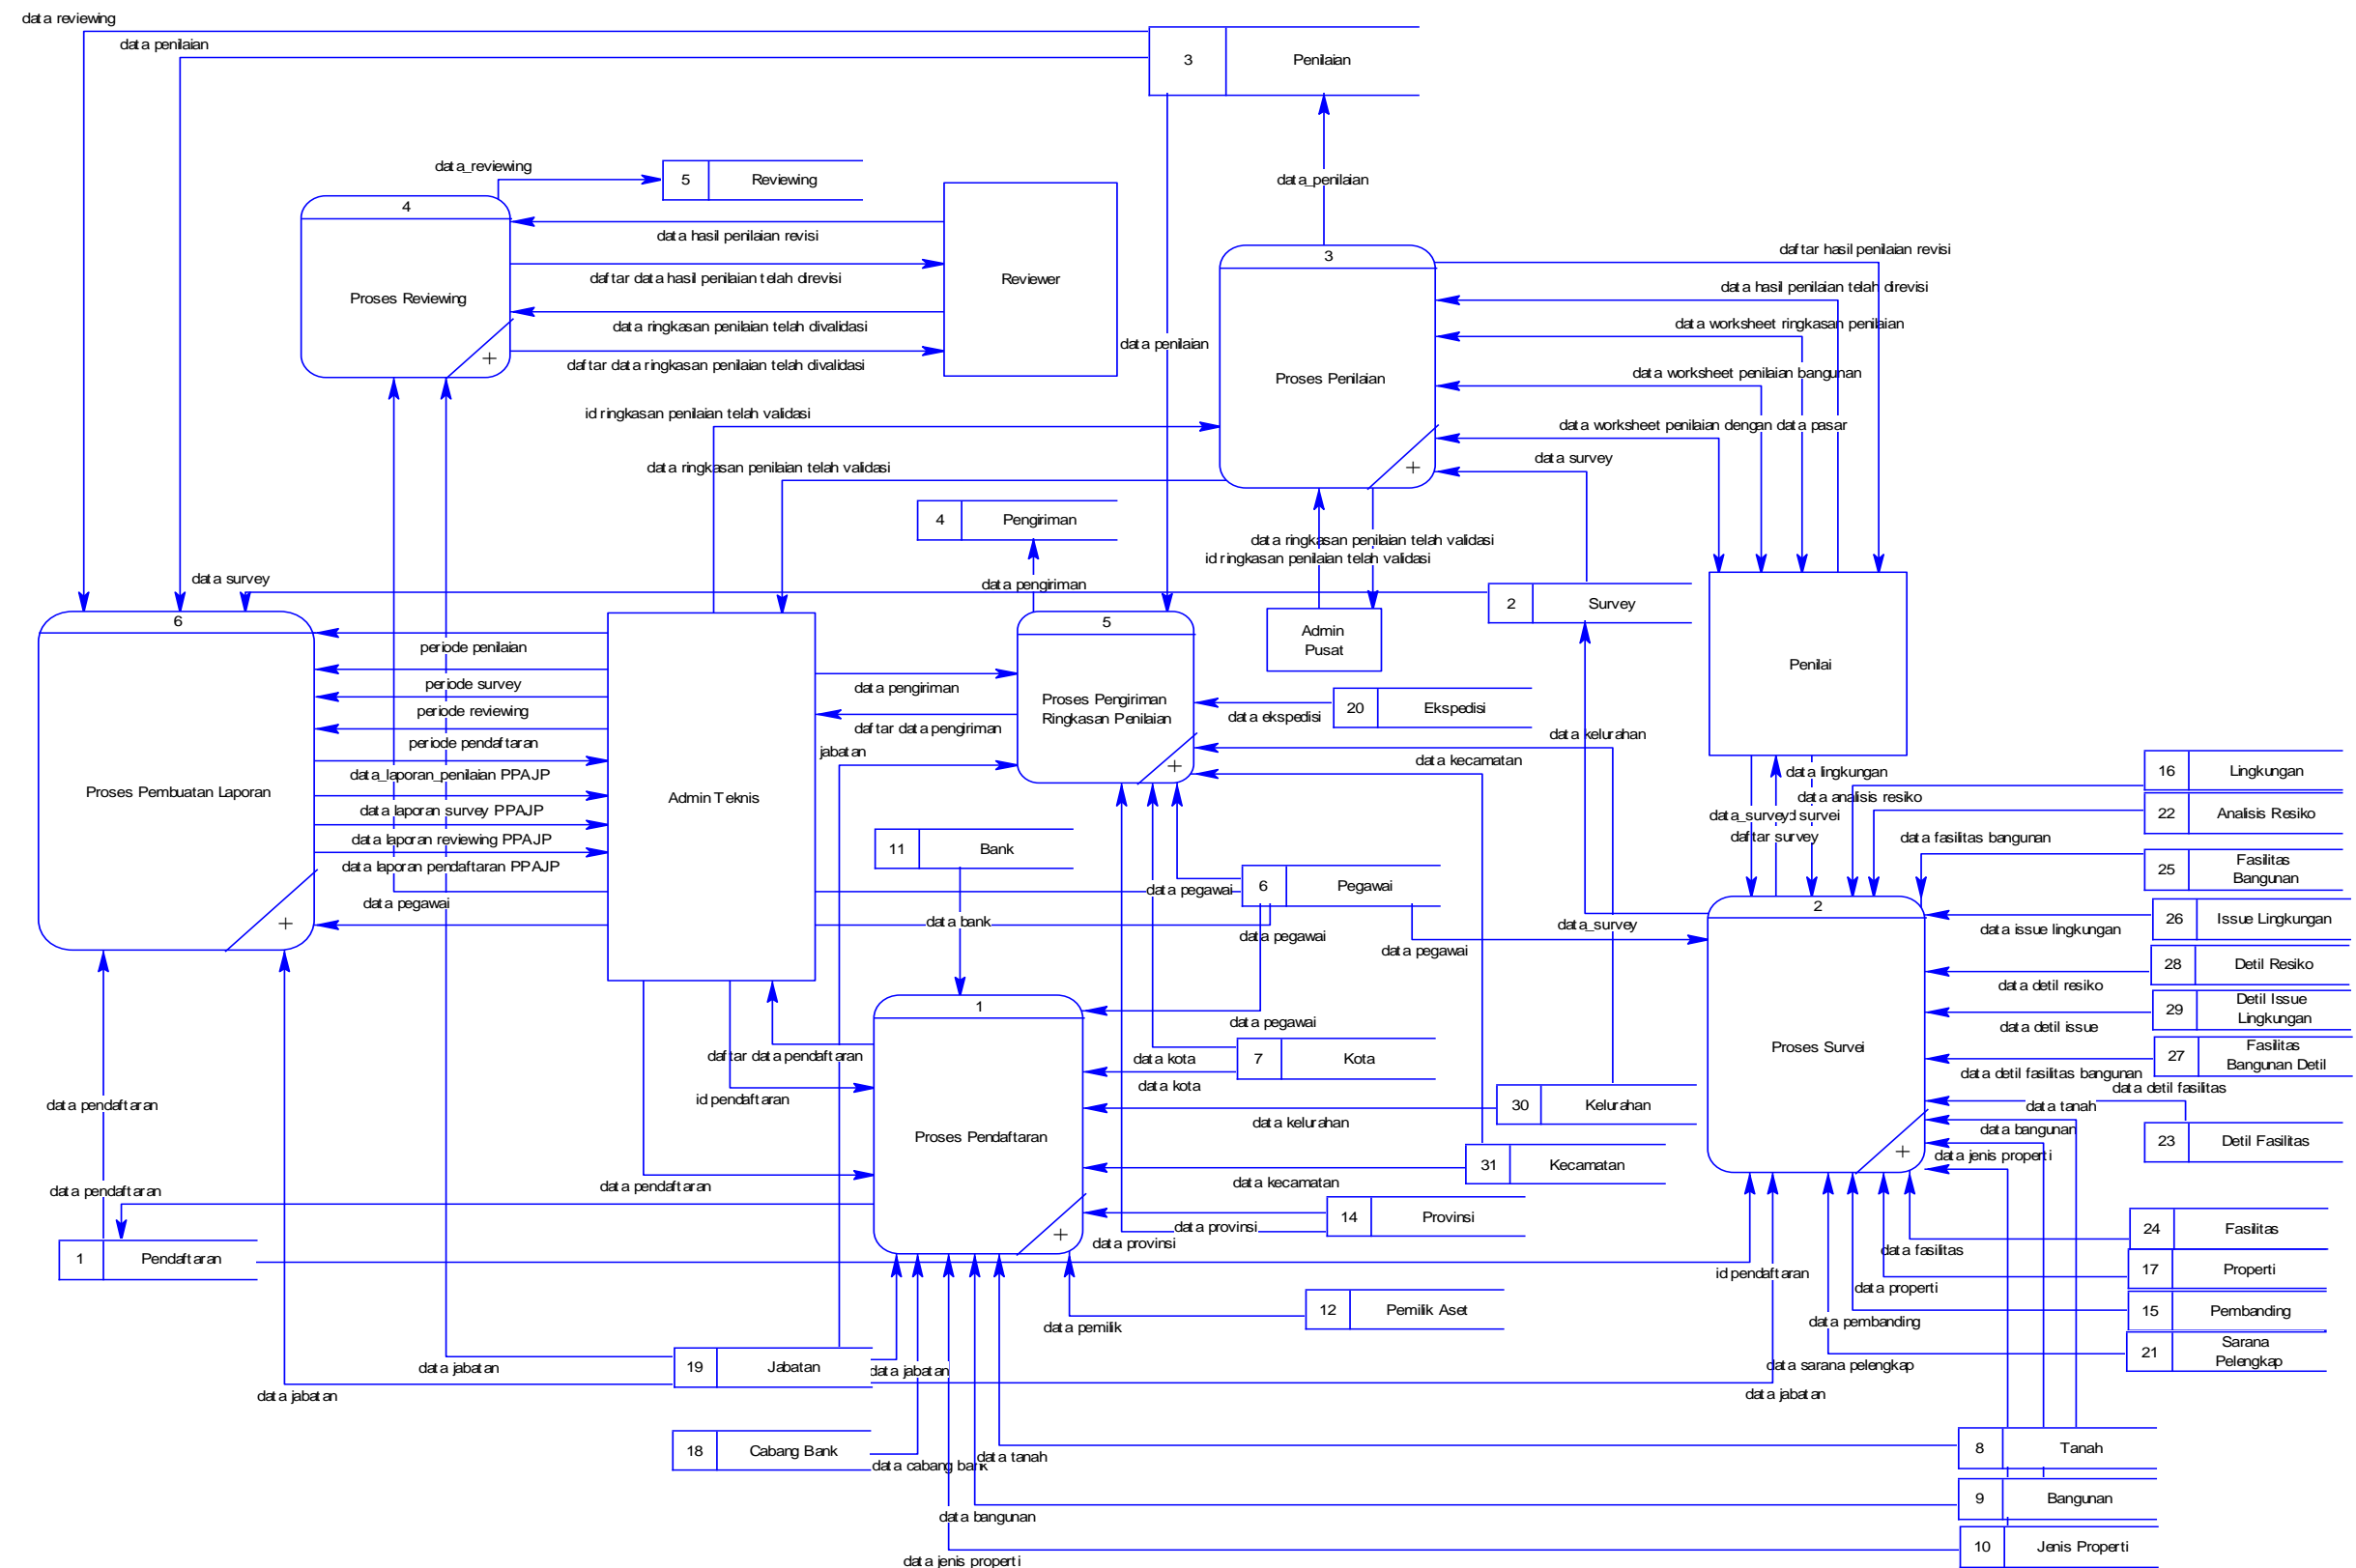 data reviewing
data penilaian
3
Penilaian
data_reviewing
5
Reviewing
data_penilaian
4
Proses Reviewing
+
data hasil penilaian revisi
daftar data hasil penilaian telah direvisi
data ringkasan penilaian telah divalidasi
daftar data ringkasan penilaian telah divalidasi
Reviewer
data penilaian
3
Proses Penilaian
+
daftar hasil penilaian revisi
data hasil penilaian telah direvisi
data worksheet ringkasan penilaian
data worksheet penilaian bangunan
data worksheet penilaian dengan data pasar
data survey
id ringkasan penilaian telah validasi
data ringkasan penilaian telah validasi
4
Pengiriman
data ringkasan penilaian telah validasi
id ringkasan penilaian telah validasi
data survey
data pengiriman
2
Survey
Admin
Pusat
Penilai
6
Proses Pembuatan Laporan
+
periode penilaian
periode survey
periode reviewing
periode pendaftaran
data_laporan_penilaian PPAJP
data laporan survey PPAJP
data laporan reviewing PPAJP
data laporan pendaftaran PPAJP
data pegawai
Admin Teknis
data pengiriman
daftar data pengiriman
jabatan
5
Proses Pengiriman
Ringkasan Penilaian
+
data ekspedisi
20
Ekspedisi
data kelurahan
data kecamatan
data lingkungan
data analisis resiko
data_survey
d survei
daftar survey
data fasilitas bangunan
16
Lingkungan
22
Analisis Resiko
25
Fasilitas
Bangunan
26
Issue Lingkungan
28
Detil Resiko
29
Detil Issue
Lingkungan
27
Fasilitas
Bangunan Detil
23
Detil Fasilitas
11
Bank
data bank
data pegawai
6
Pegawai
data pegawai
data pegawai
data_survey
2
Proses Survei
+
data issue lingkungan
data detil resiko
data detil issue
data detil fasilitas bangunan
data detil fasilitas
data tanah
data bangunan
data jenis properti
1
Proses Pendaftaran
+
data pegawai
data kota
7
Kota
data kota
30
Kelurahan
data kelurahan
31
Kecamatan
data kecamatan
14
Provinsi
data provinsi
data provinsi
daftar data pendaftaran
id pendaftaran
data pendaftaran
data pendaftaran
data pendaftaran
1
Pendaftaran
id pendaftaran
data fasilitas
24
Fasilitas
data properti
17
Properti
data pembanding
15
Pembanding
data sarana pelengkap
21
Sarana
Pelengkap
12
Pemilik Aset
data pemilik
19
Jabatan
data jabatan
data jabatan
data jabatan
data jabatan
18
Cabang Bank
data cabang bank
data tanah
8
Tanah
data bangunan
9
Bangunan
data jenis properti
10
Jenis Properti